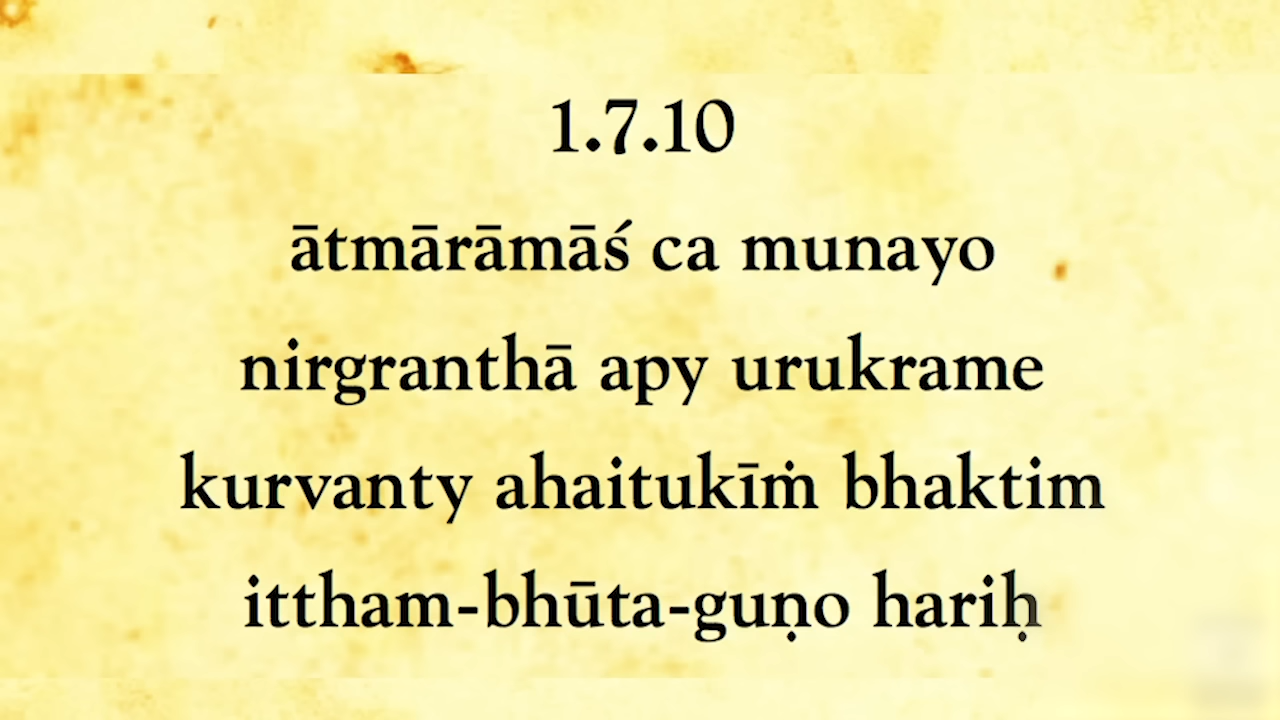 1.7.10
ātmārāmāś ca munayo
nirgranthā apy urukrame
kurvanty ahaitukīṁ bhaktim
ittham-bhūta-guṇo hariḥ